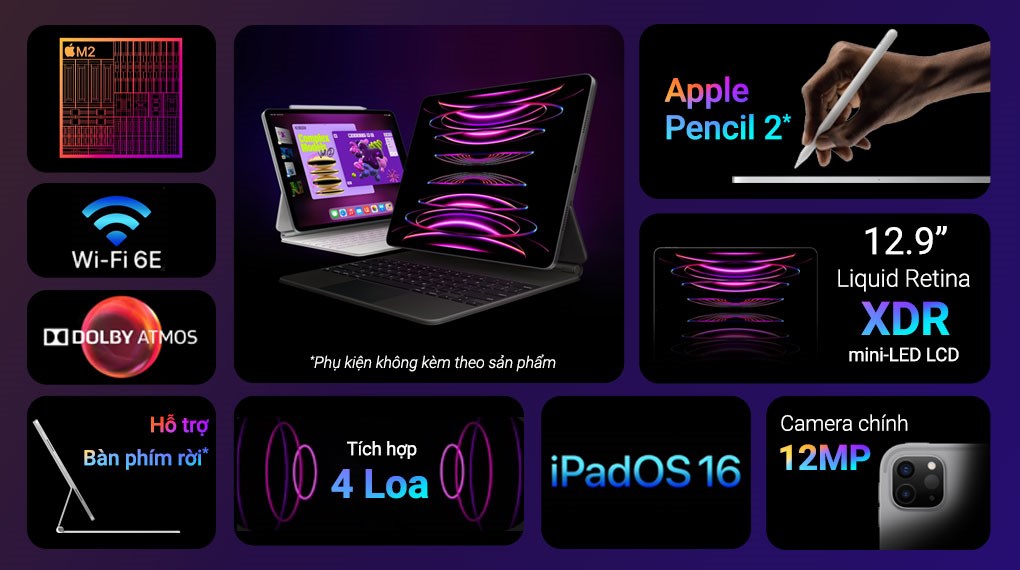 M2
Wi-Fi 6E
DOLBY ATMOS
Hỗ trợ
Bàn phím rời*
*Phụ kiện không kèm theo sản phẩm
Tích hợp
4 Loa
iPadOS 16
Apple
Pencil 2*
12.9”
Liquid Retina
XDR
mini-LED LCD
Camera chính
12MP